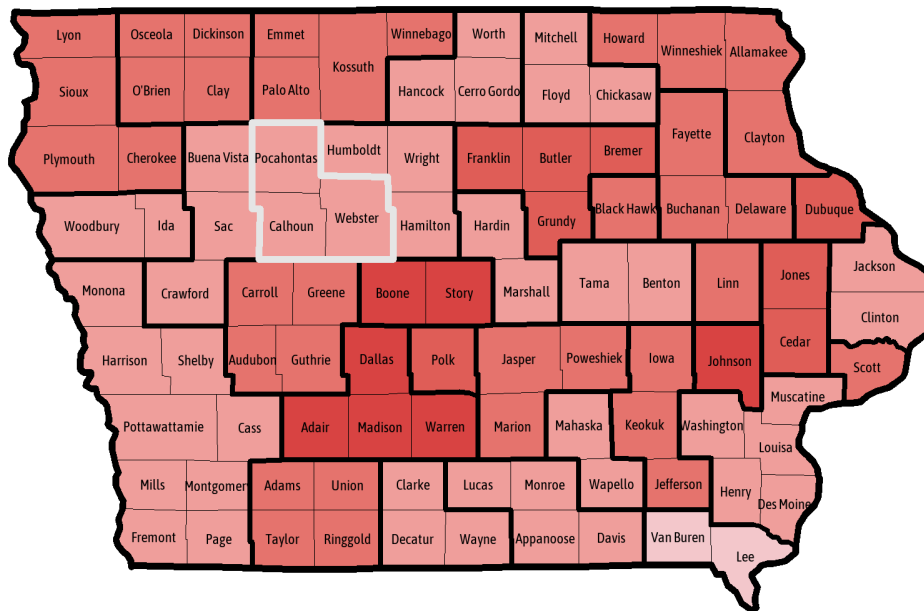 Lyon
Osceola
Dickinson
Emmet
Kossuth
Winnebago
Worth
Mitchell
Howard
Winneshiek
Allamakee
Sioux
O'Brien
Clay
Palo Alto
Hancock
Cerro Gordo
Floyd
Chickasaw
Fayette
Clayton
Plymouth
Cherokee
Buena Vista
Pocahontas
Humboldt
Wright
Franklin
Butler
Bremer
Woodbury
Ida
Sac
Calhoun
Webster
Hamilton
Hardin
Grundy
Black Hawk
Buchanan
Delaware
Dubuque
Monona
Crawford
Carroll
Greene
Boone
Story
Marshall
Tama
Benton
Linn
Jones
Jackson
Clinton
Harrison
Shelby
Audubon
Guthrie
Dallas
Polk
Jasper
Poweshiek
Iowa
Johnson
Cedar
Scott
Muscatine
Pottawattamie
Cass
Adair
Madison
Warren
Marion
Mahaska
Keokuk
Washington
Louisa
Mills
Montgomery
Adams
Union
Clarke
Lucas
Monroe
Wapello
Jefferson
Henry
Des Moine
Fremont
Page
Taylor
Ringgold
Decatur
Wayne
Appanoose
Davis
Van Buren
Lee